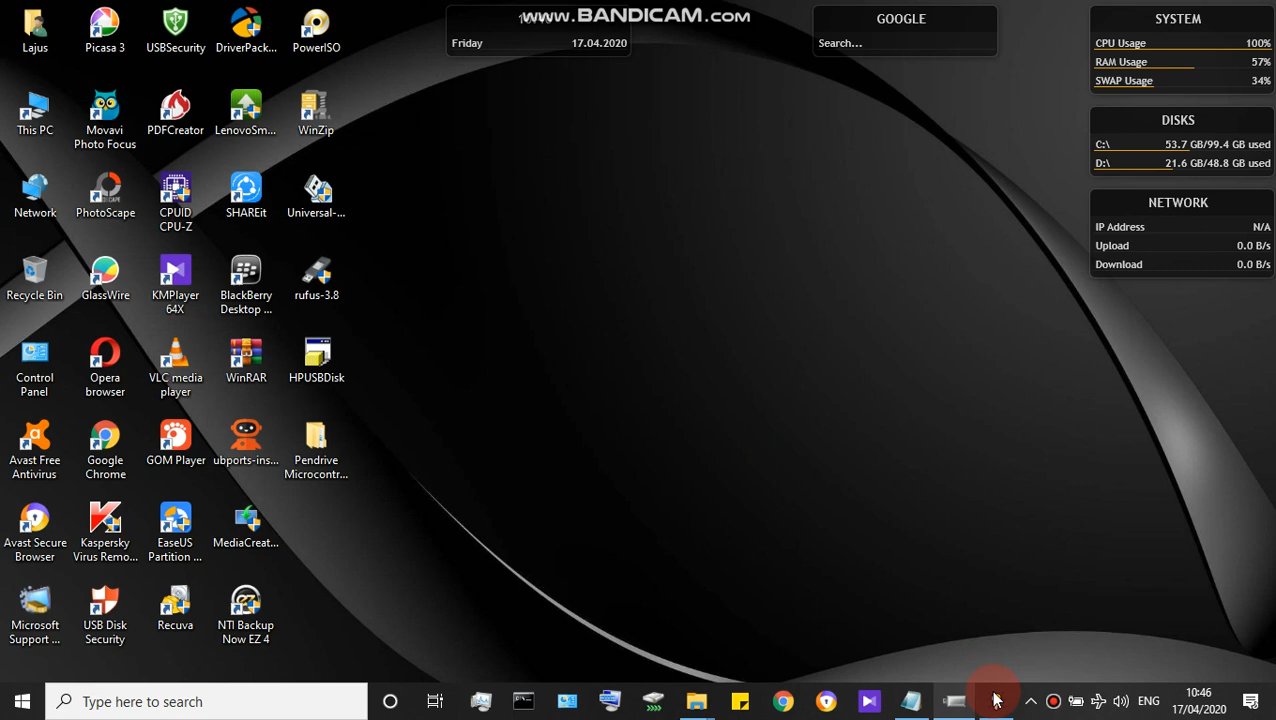 www.BANDICAM.com
Friday 17.04.2020
GOOGLE
Search...
SYSTEM
CPU Usage 100%
RAM Usage 57%
SWAP Usage 34%
DISKS
C:\ 53.7 GB/99.4 GB used
D:\ 21.6 GB/48.8 GB used
NETWORK
IP Address N/A
Upload 0.0 B/s
Download 0.0 B/s
Lajus
Picasa 3
USBSecurity
DriverPack...
PowerISO
This PC
Movavi
Photo Focus
PDFCreator
LenovoSm...
WinZip
Network
PhotoScape
CPUID
CPU-Z
SHAREit
Universal-...
Recycle Bin
GlassWire
KMPlayer
64X
BlackBerry
Desktop ...
rufus-3.8
Control
Panel
Opera
browser
VLC media
player
WinRAR
HPUSBDisk
Avast Free
Antivirus
Google
Chrome
GOM Player
ubports-ins...
Pendrive
Microcontr...
Avast Secure
Browser
Kaspersky
Virus Remo...
EaseUS
Partition ...
MediaCreat...
Microsoft
Support ...
USB Disk
Security
Recuva
NTI Backup
Now EZ 4
Type here to search
ENG
10:46
17/04/2020